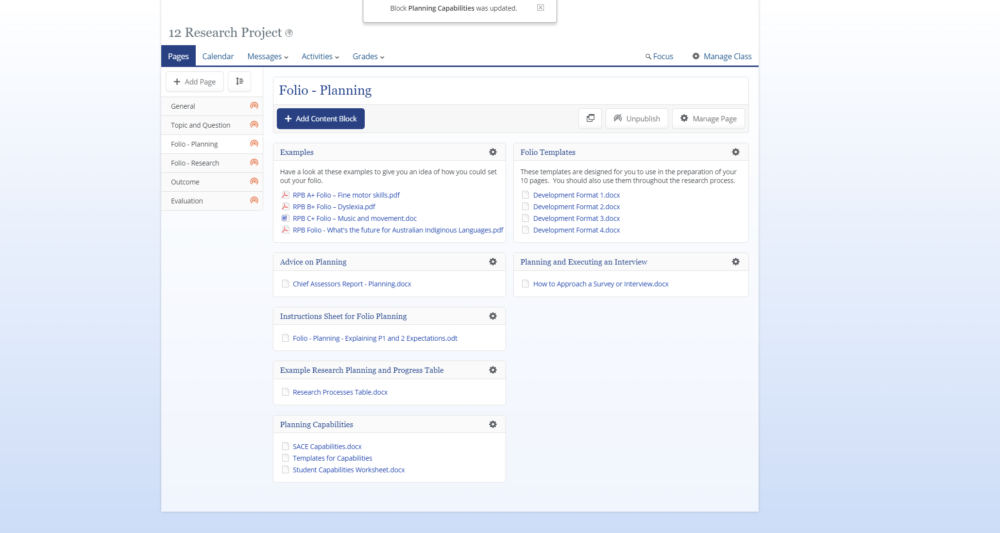 Block Planning Capabilities was updated.
12 Research Project
Pages
Calendar
Messages
Activities
Grades
Focus
Manage Class
Add Page
General
Topic and Question
Folio - Planning
Folio - Research
Outcome
Evaluation
Folio - Planning
Add Content Block
Unpublish
Manage Page
Examples
Have a look at these examples to give you an idea of how you could set
out your folio.
RPB A+ Folio – Fine motor skills.pdf
RPB B+ Folio – Dyslexia.pdf
RPB C+ Folio – Music and movement.doc
RPB Folio - What's the future for Australian Indiginous Languages.pdf
Folio Templates
These templates are designed for you to use in the preparation of your
10 pages.  You should also use them throughout the research process.
Development Format 1.docx
Development Format 2.docx
Development Format 3.docx
Development Format 4.docx
Advice on Planning
Chief Assessors Report - Planning.docx
Planning and Executing an Interview
How to Approach a Survey or Interview.docx
Instructions Sheet for Folio Planning
Folio - Planning - Explaining P1 and 2 Expectations.odt
Example Research Planning and Progress Table
Research Processes Table.docx
Planning Capabilities
SACE Capabilities.docx
Templates for Capabilities
Student Capabilities Worksheet.docx